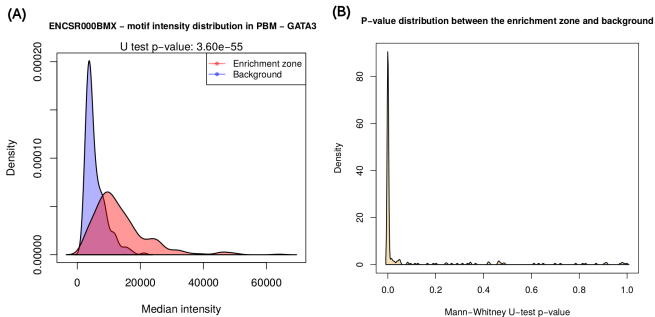 (A)
ENCSR000BMX − motif intensity distribution in PBM − GATA3
U test p−value: 3.60e−55
Enrichment zone
Background
Density
0.00000
0.00010
0.00020
0
20000
40000
60000
Median intensity
(B)
P−value distribution between the enrichment zone and background
Density
0
20
40
60
80
0.0
0.2
0.4
0.6
0.8
1.0
Mann−Whitney U−test p−value